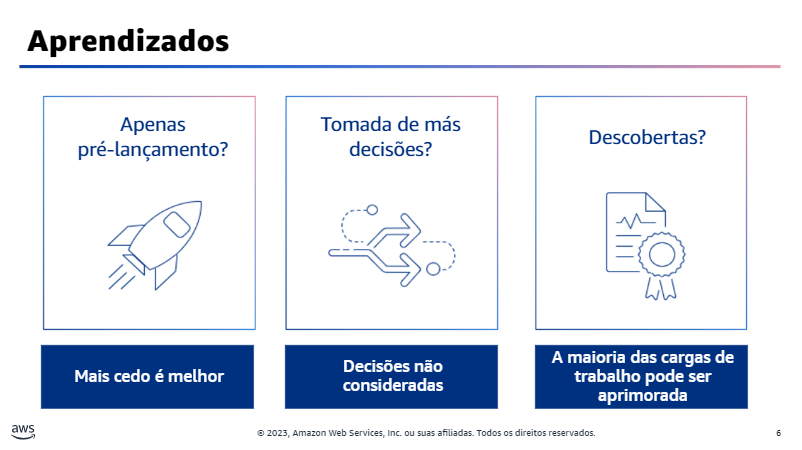 Aprendizados
Apenas
pré-lançamento?
Mais cedo é melhor
Tomada de más
decisões?
Decisões não
consideradas
Descobertas?
A maioria das cargas de
trabalho pode ser
aprimorada
aws
© 2023, Amazon Web Services, Inc. ou suas afiliadas. Todos os direitos reservados.
6